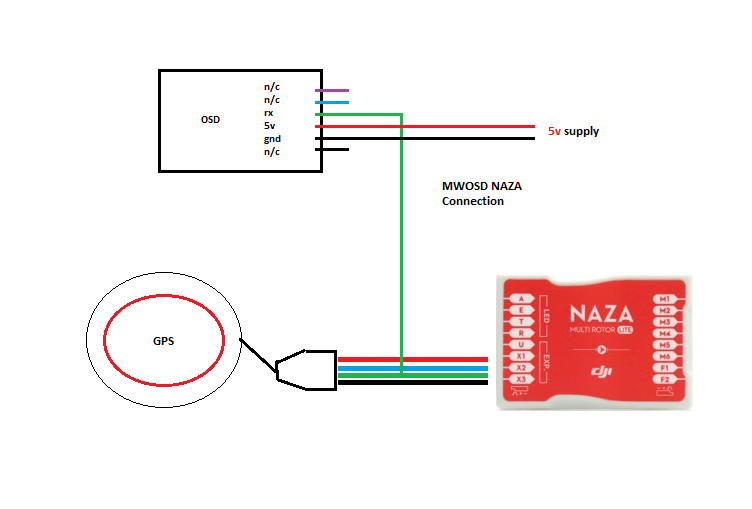 n/c
n/c
rx
OSD
5v
gnd
n/c
5v supply
MWOSD NAZA
Connection
GPS
A
E
T
R
U
X1
X2
X3
LED
EXP.
NAZA
MULTI ROTOR LITE
dji
M1
M2
M3
M4
M5
M6
F1
F2